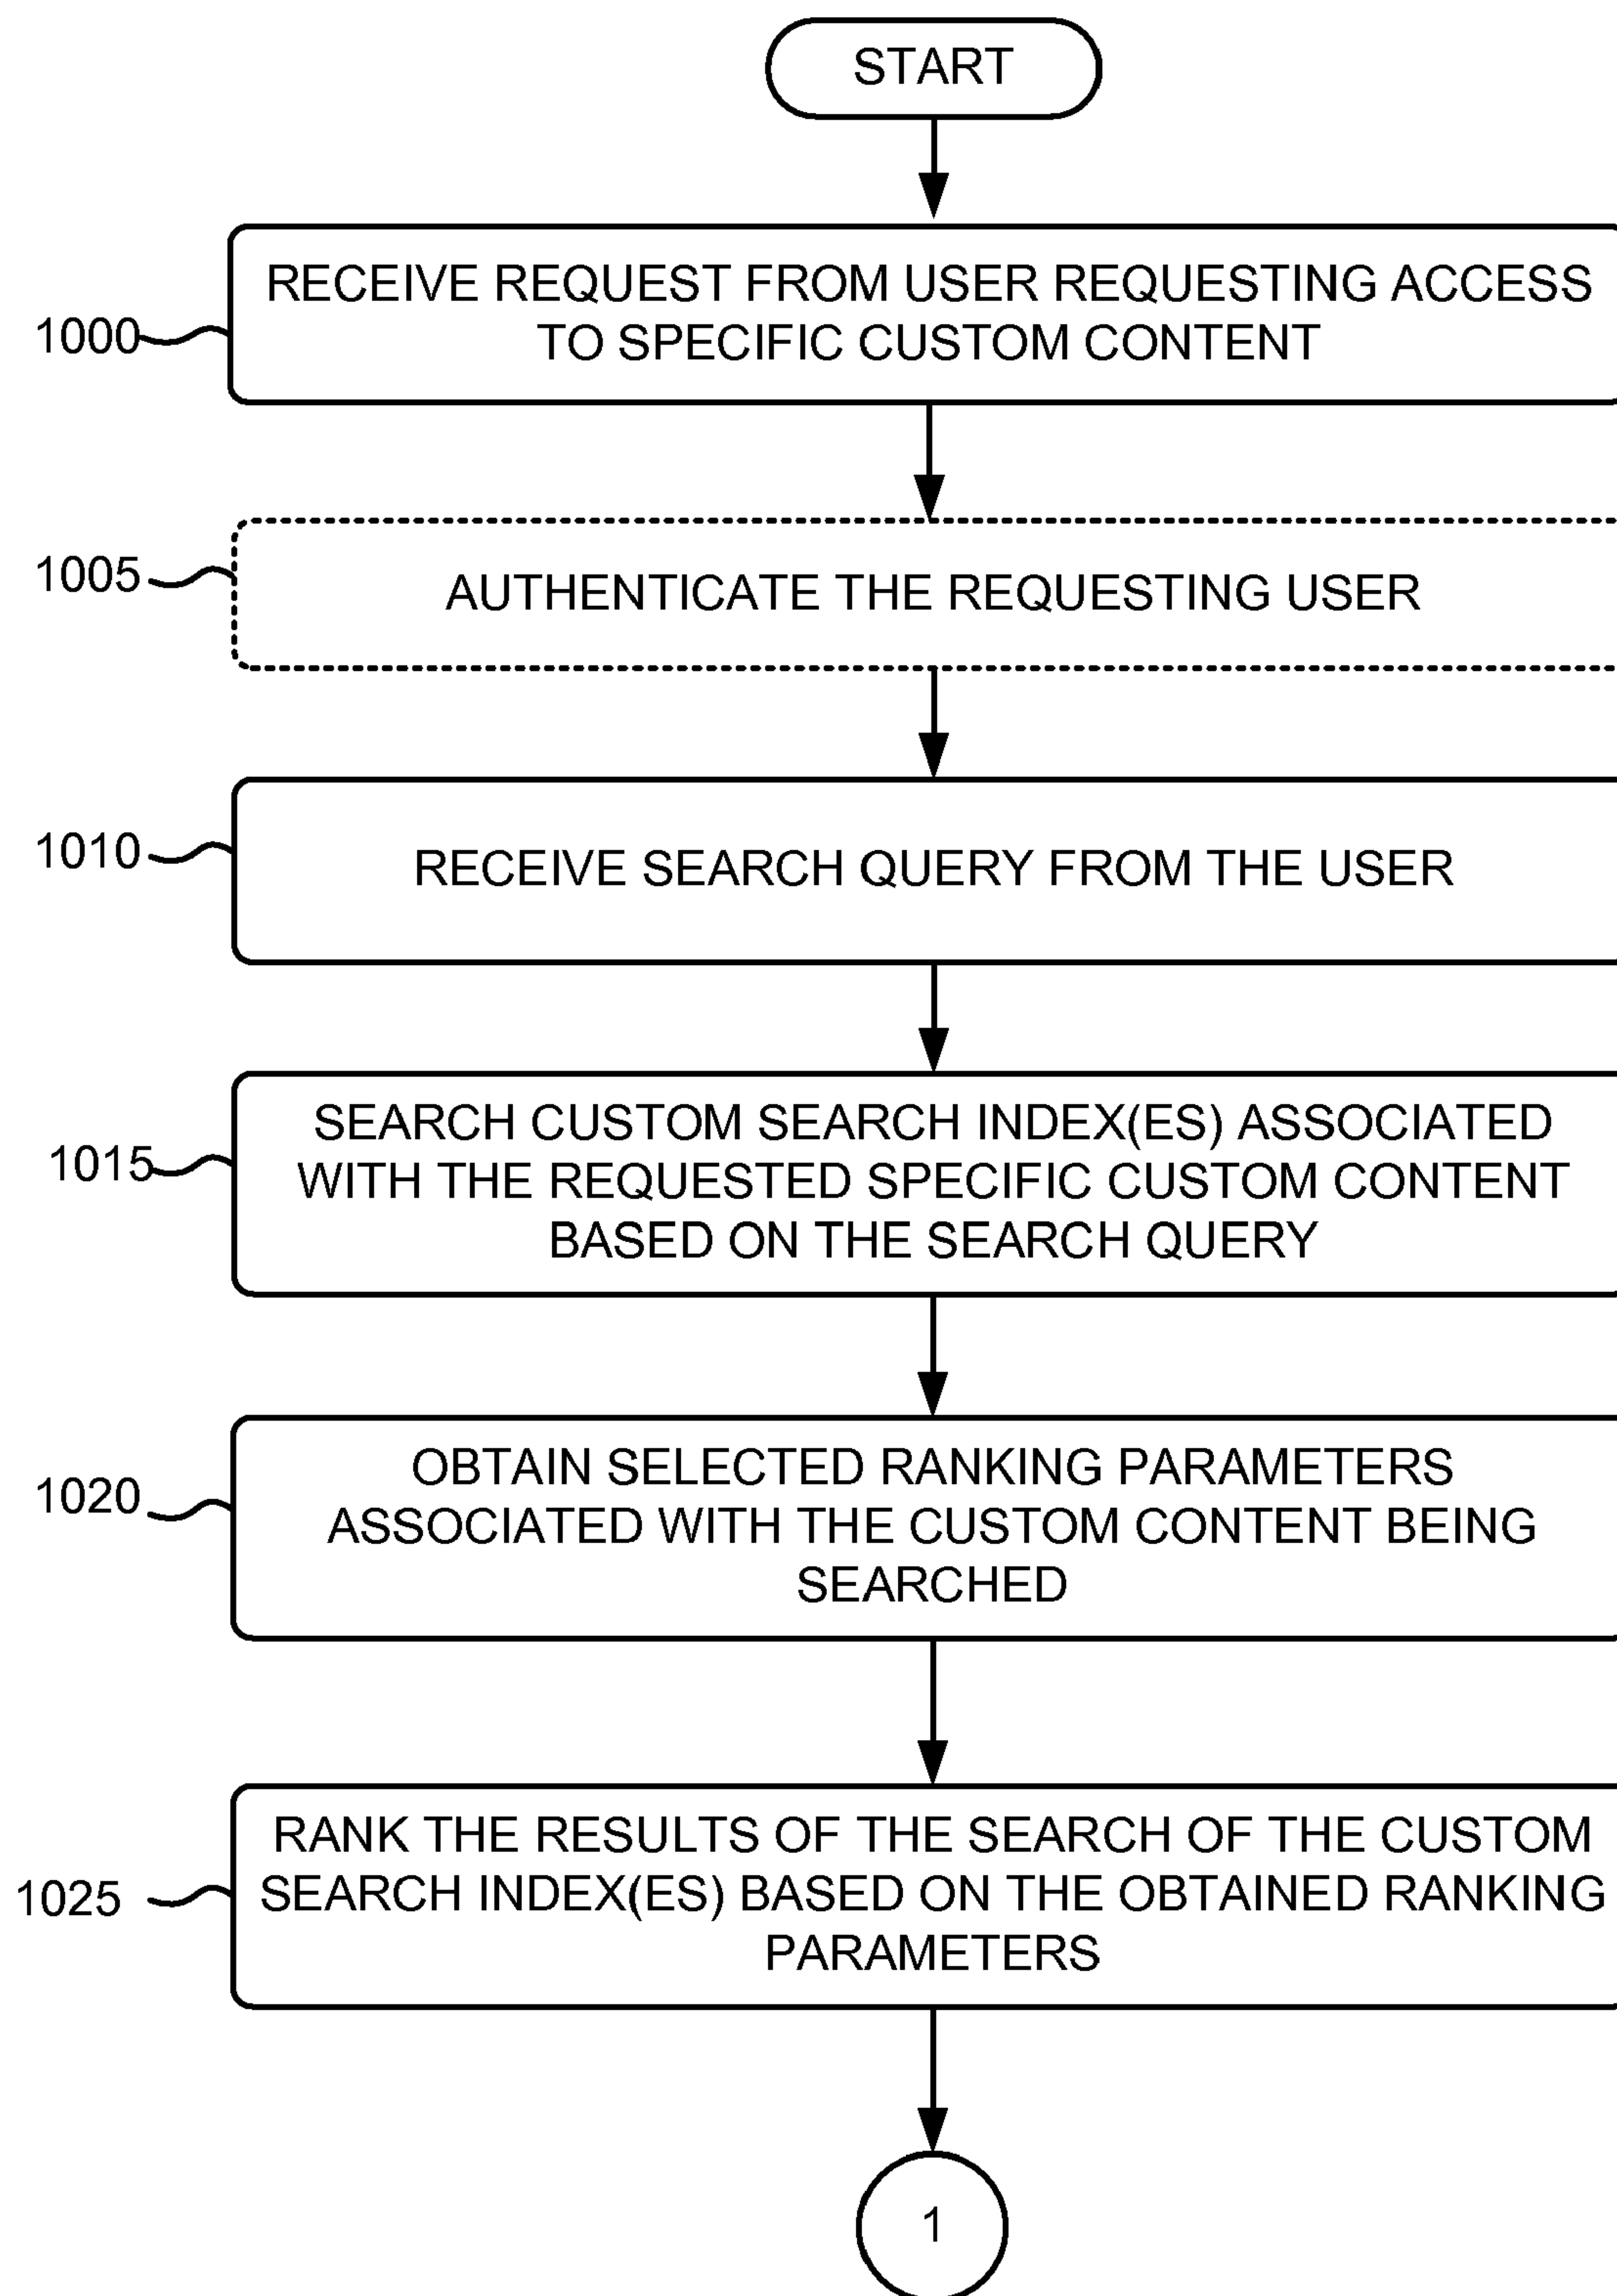 START
RECEIVE REQUEST FROM USER REQUESTING ACCESS
TO SPECIFIC CUSTOM CONTENT
1000
1005
AUTHENTICATE THE REQUESTING USER
1010
RECEIVE SEARCH QUERY FROM THE USER
SEARCH CUSTOM SEARCH INDEX(ES) ASSOCIATED
1015
WITH THE REQUESTED SPECIFIC CUSTOM CONTENT
BASED ON THE SEARCH QUERY
OBTAIN SELECTED RANKING PARAMETERS
1020
ASSOCIATED WITH THE CUSTOM CONTENT BEING
SEARCHED
RANK THE RESULTS OF THE SEARCH OF THE CUSTOM
1025
SEARCH INDEX(ES) BASED ON THE OBTAINED RANKING
PARAMETERS
1